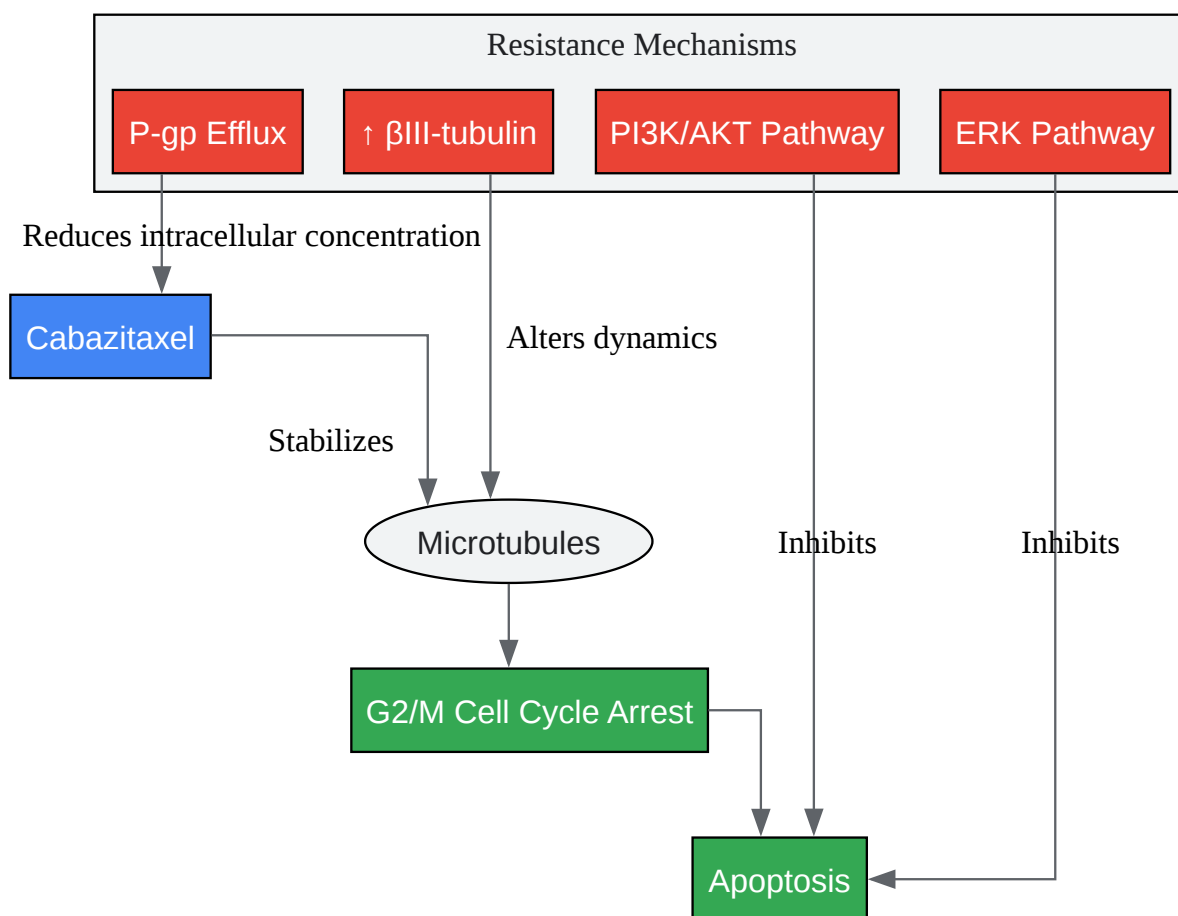 Resistance Mechanisms
P-gp Efflux
↑ βIII-tubulin
PI3K/AKT Pathway
ERK Pathway
Reduces intracellular concentration
Cabazitaxel
Alters dynamics
Stabilizes
Microtubules
Inhibits
Inhibits
G2/M Cell Cycle Arrest
Apoptosis